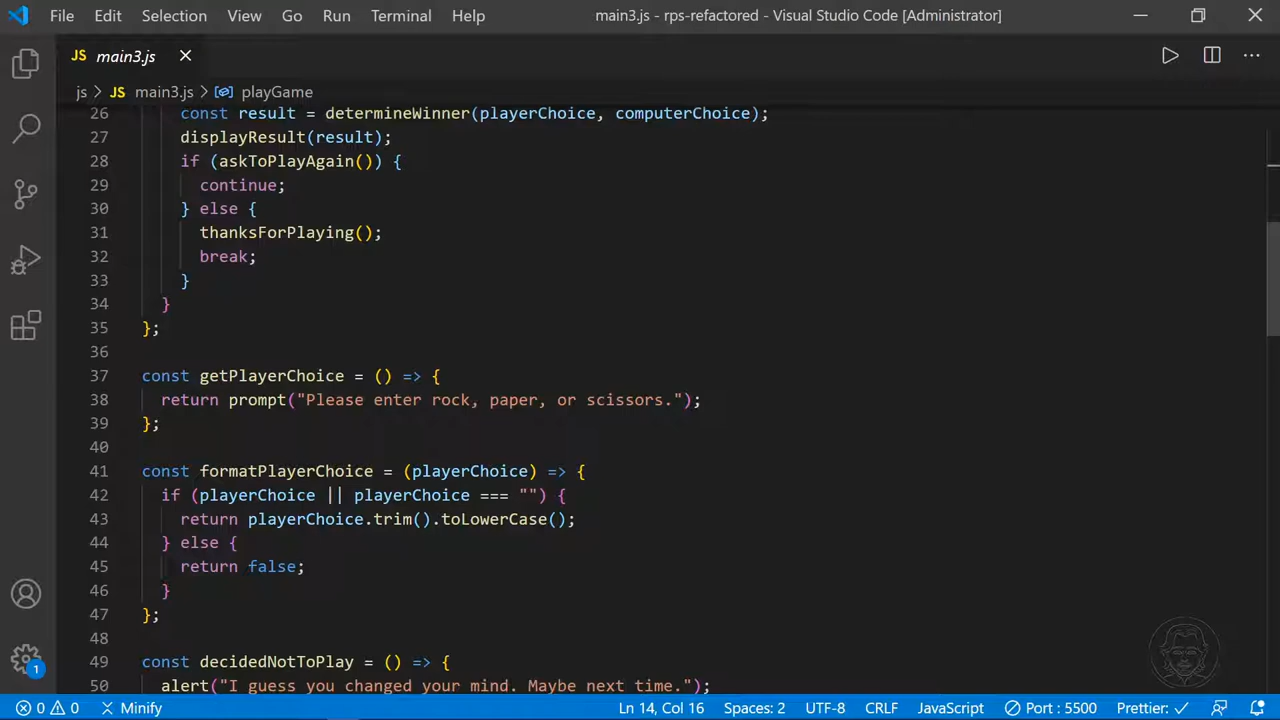 File Edit Selection View Go Run Terminal Help main3.js - rps-refactored - Visual Studio Code [Administrator]
JS main3.js
js > JS main3.js > playGame
26 const result = determineWinner(playerChoice, computerChoice);
27 displayResult(result);
28 if (askToPlayAgain()) {
29 continue;
30 } else {
31 thanksForPlaying();
32 break;
33 }
34 }
35 };
36
37 const getPlayerChoice = () => {
38 return prompt("Please enter rock, paper, or scissors.");
39 };
40
41 const formatPlayerChoice = (playerChoice) => {
42 if (playerChoice || playerChoice === "") {
43 return playerChoice.trim().toLowerCase();
44 } else {
45 return false;
46 }
47 };
48
49 const decidedNotToPlay = () => {
50 alert("I guess you changed your mind. Maybe next time.");
1
0 0 Minify Ln 14, Col 16 Spaces: 2 UTF-8 CRLF JavaScript Port : 5500 Prettier: